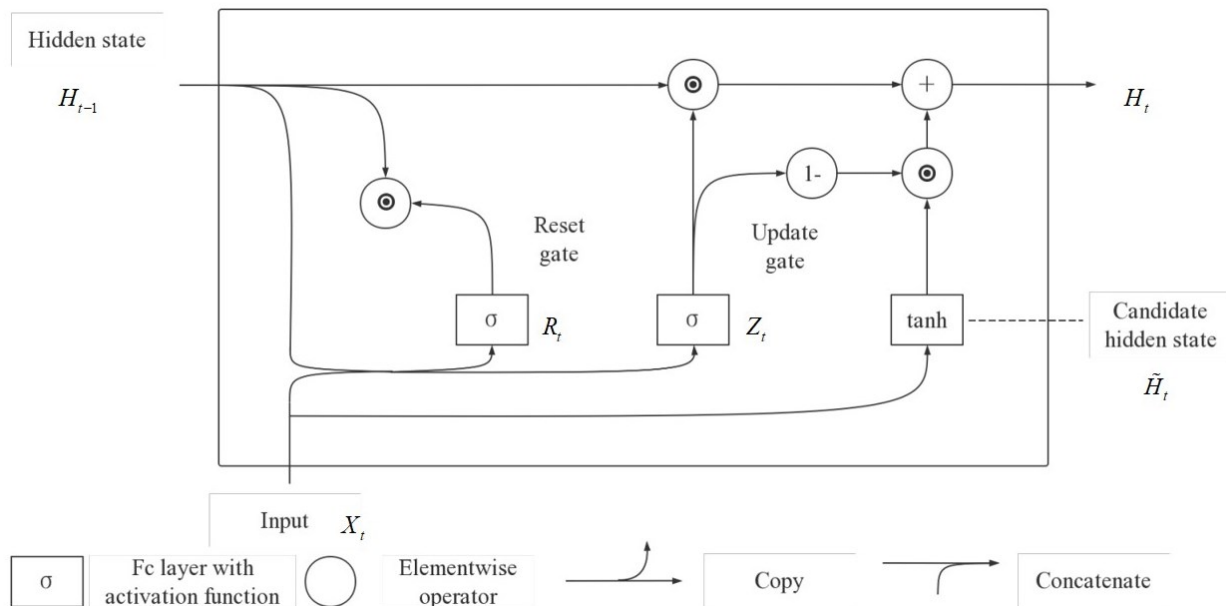 Hidden state
H_{t-1}
+
H_t
1-
Reset
gate
Update
gate
σ
R_t
σ
Z_t
tanh
Candidate
hidden state
H̃_t
Input X_t
σ
Fc layer with
activation function
Elementwise
operator
Copy
Concatenate